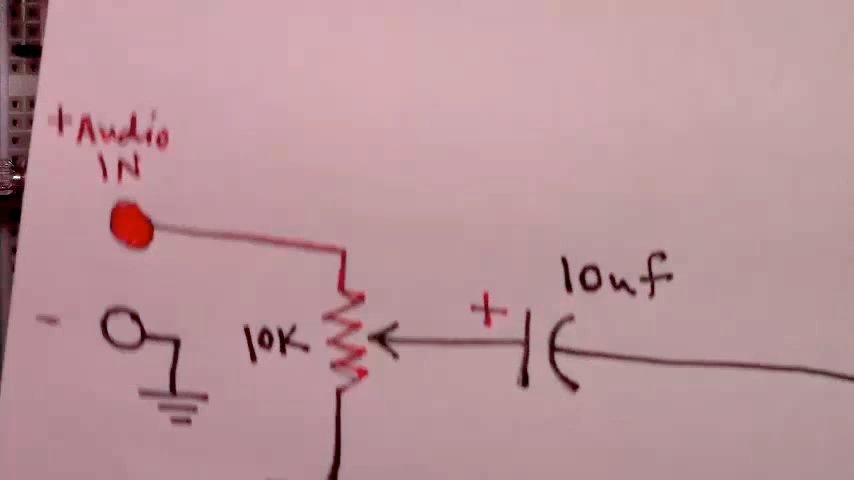 + Audio
IN
-
10K
+
10uf